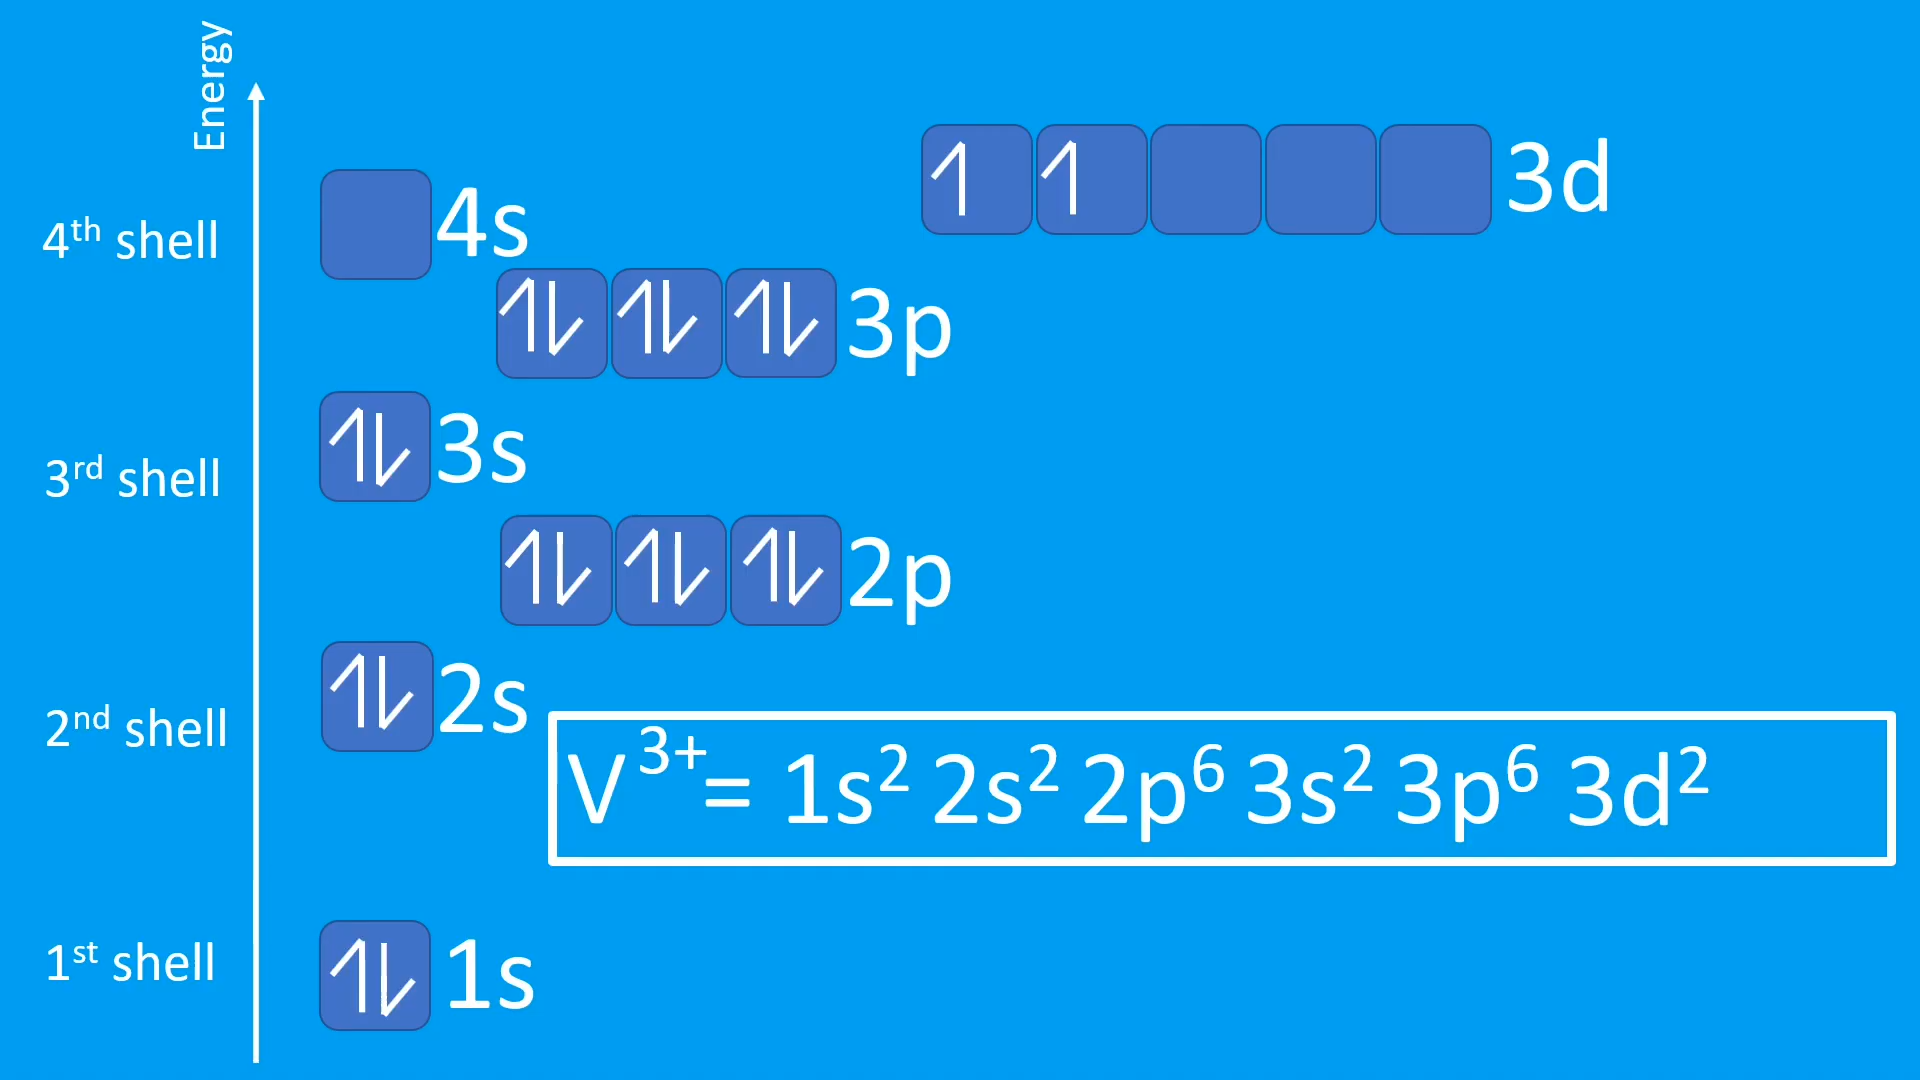 Energy
4th shell
4s
3d
3p
3rd shell
3s
2p
2nd shell
2s
V³⁺= 1s² 2s² 2p⁶ 3s² 3p⁶ 3d²
1st shell
1s